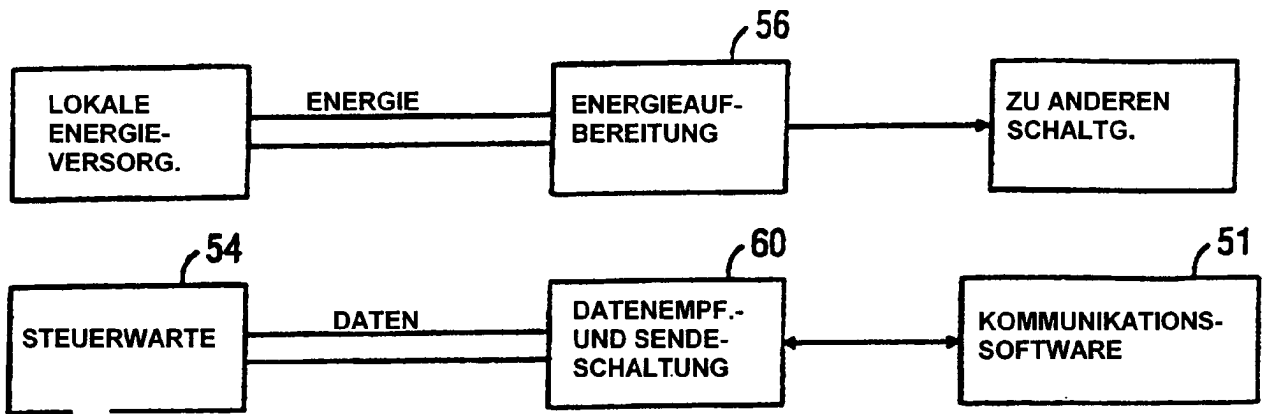 56
LOKALE
ENERGIE-
VERSORG.
ENERGIE
ENERGIEAUF-
BEREITUNG
ZU ANDEREN
SCHALTG.
54
60
51
STEUERWARTE
DATEN
DATENEMPF.-
UND SENDE-
SCHALTUNG
KOMMUNIKATIONS-
SOFTWARE